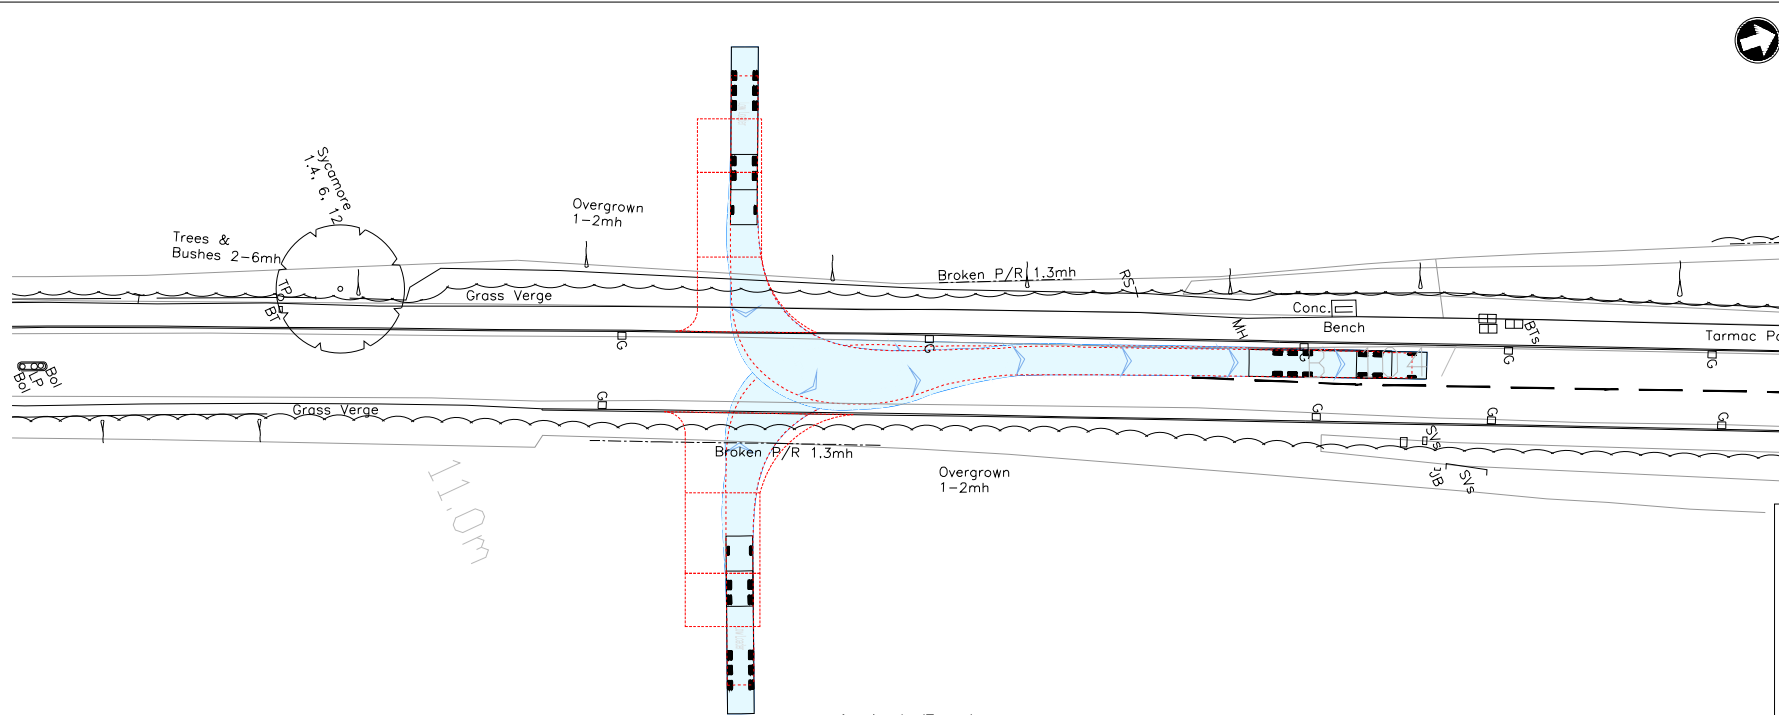 Sycamore
1.4, 6, 12
Overgrown
1-2mh
Trees &
Bushes 2-6mh
TP
BT
Grass Verge
Broken P/R 1.3mh
RS
Conc.
MH
Bench
BTs
Tarmac
G
G
G
G
G
Bol
LP
Bol
Grass Verge
G
G
G
G
Broken P/R 1.3mh
Overgrown
1-2mh
SVs
JB
SVs
11.0m